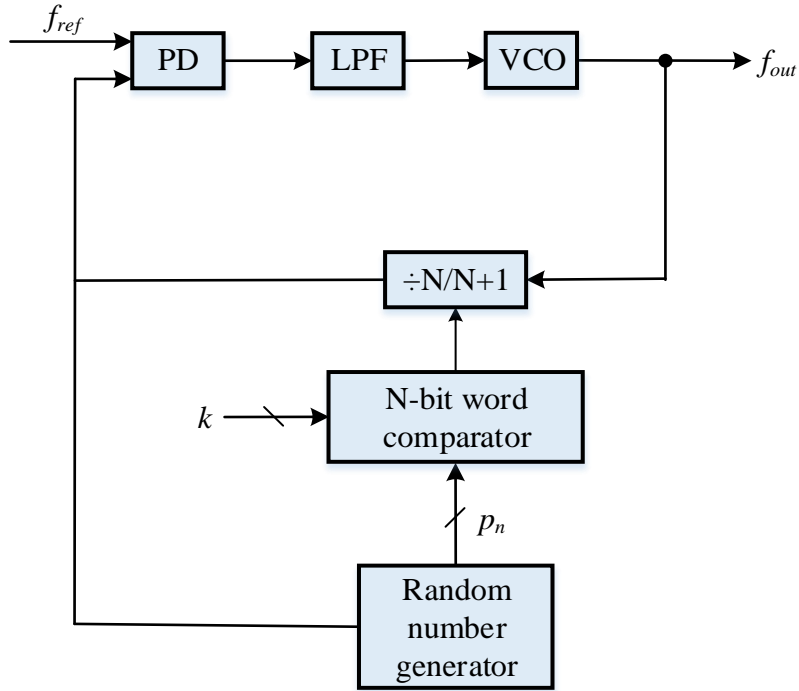 f_ref
PD
LPF
VCO
f_out
÷N/N+1
k
N-bit word
comparator
p_n
Random
number
generator